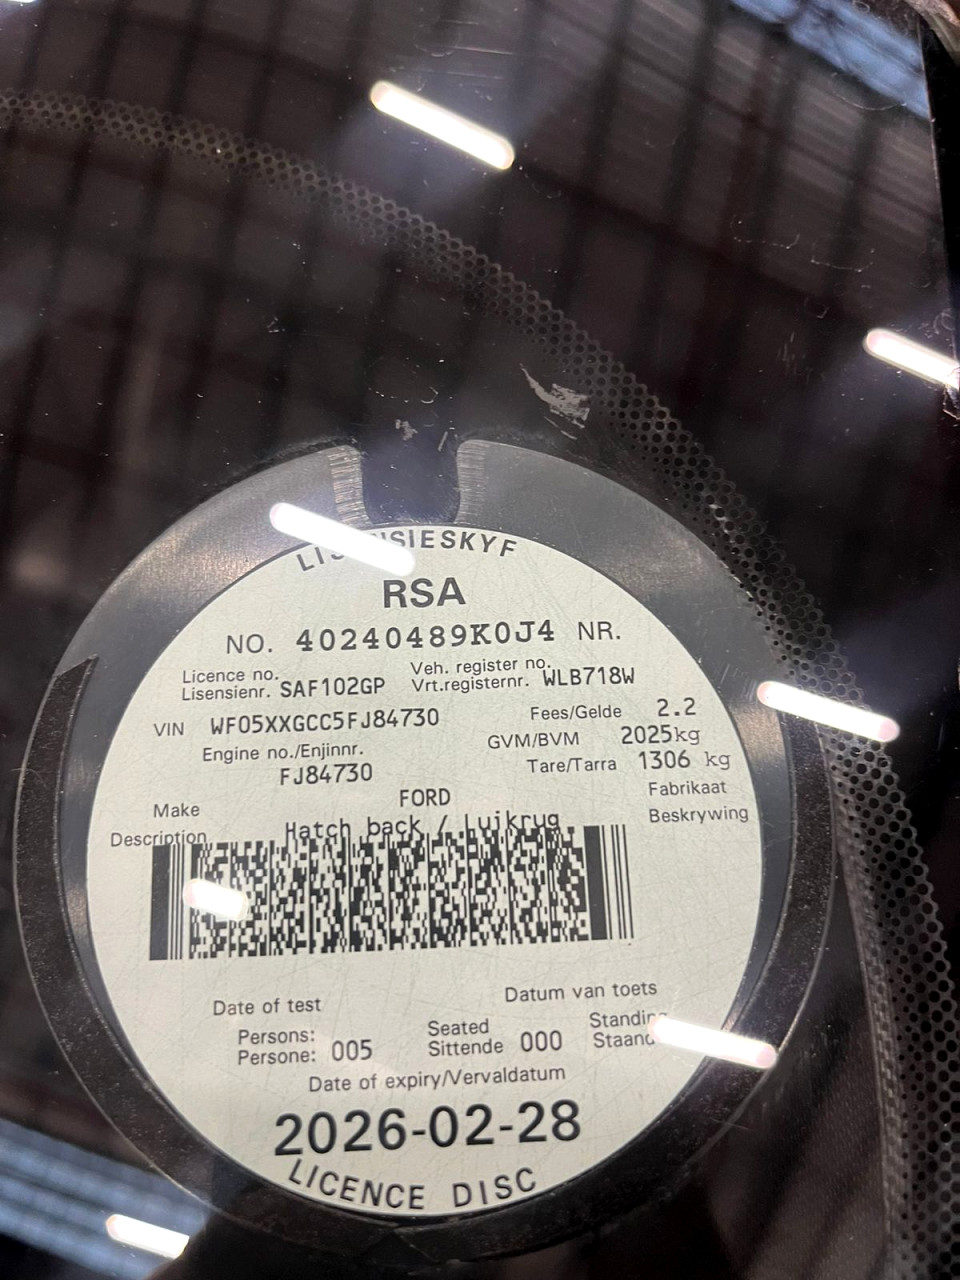 LISENSIESKYF
RSA
NO. 40240489K0J4 NR.
Licence no. Veh. register no.
Lisensienr. SAF102GP Vrt.registernr. WLB718W
VIN WF05XXGCC5FJ84730 Fees/Gelde 2.2
Engine no./Enjinnr. GVM/BVM 2025kg
FJ84730 Tare/Tarra 1306 kg
Make FORD Fabrikaat
Description Hatch back / Luikrug Beskrywing
Date of test Datum van toets
Persons: Seated Standing
Persone: 005 Sittende 000 Staande
Date of expiry/Vervaldatum
2026-02-28
LICENCE DISC